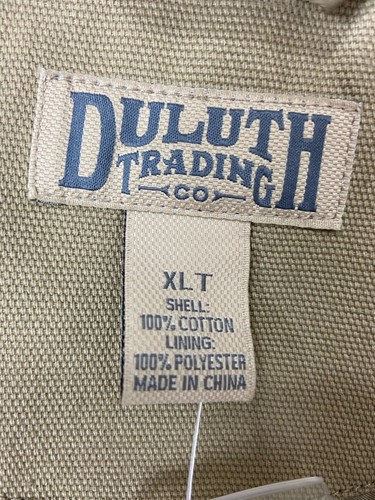 DULUTH
TRADING
CO
XLT
SHELL:
100% COTTON
LINING:
100% POLYESTER
MADE IN CHINA